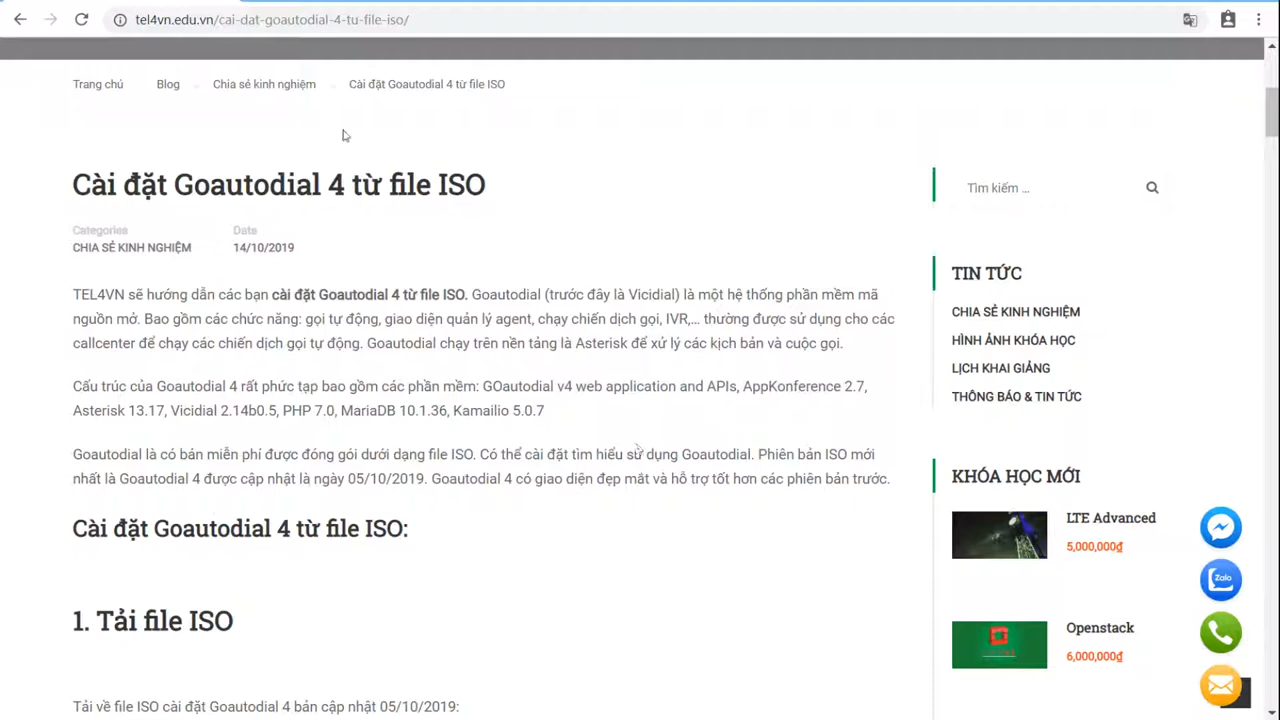 tel4vn.edu.vn/cai-dat-goautodial-4-tu-file-iso/
Trang chủ Blog Chia sẻ kinh nghiệm Cài đặt Goautodial 4 từ file ISO
Cài đặt Goautodial 4 từ file ISO
Categories Date
CHIA SẺ KINH NGHIỆM 14/10/2019
TEL4VN sẽ hướng dẫn các bạn cài đặt Goautodial 4 từ file ISO. Goautodial (trước đây là Vicidial) là một hệ thống phần mềm mã
nguồn mở. Bao gồm các chức năng: gọi tự động, giao diện quản lý agent, chạy chiến dịch gọi, IVR,... thường được sử dụng cho các
callcenter để chạy các chiến dịch gọi tự động. Goautodial chạy trên nền tảng là Asterisk để xử lý các kịch bản và cuộc gọi.
Cấu trúc của Goautodial 4 rất phức tạp bao gồm các phần mềm: GOautodial v4 web application and APIs, AppKonference 2.7,
Asterisk 13.17, Vicidial 2.14b0.5, PHP 7.0, MariaDB 10.1.36, Kamailio 5.0.7
Goautodial là có bản miễn phí được đóng gói dưới dạng file ISO. Có thể cài đặt tìm hiểu sử dụng Goautodial. Phiên bản ISO mới
nhất là Goautodial 4 được cập nhật là ngày 05/10/2019. Goautodial 4 có giao diện đẹp mắt và hỗ trợ tốt hơn các phiên bản trước.
Cài đặt Goautodial 4 từ file ISO:
1. Tải file ISO
Tải về file ISO cài đặt Goautodial 4 bản cập nhật 05/10/2019:
Tìm kiếm ...
TIN TỨC
CHIA SẺ KINH NGHIỆM
HÌNH ẢNH KHÓA HỌC
LỊCH KHAI GIẢNG
THÔNG BÁO & TIN TỨC
KHÓA HỌC MỚI
LTE Advanced
5,000,000₫
Openstack
6,000,000₫
Zalo